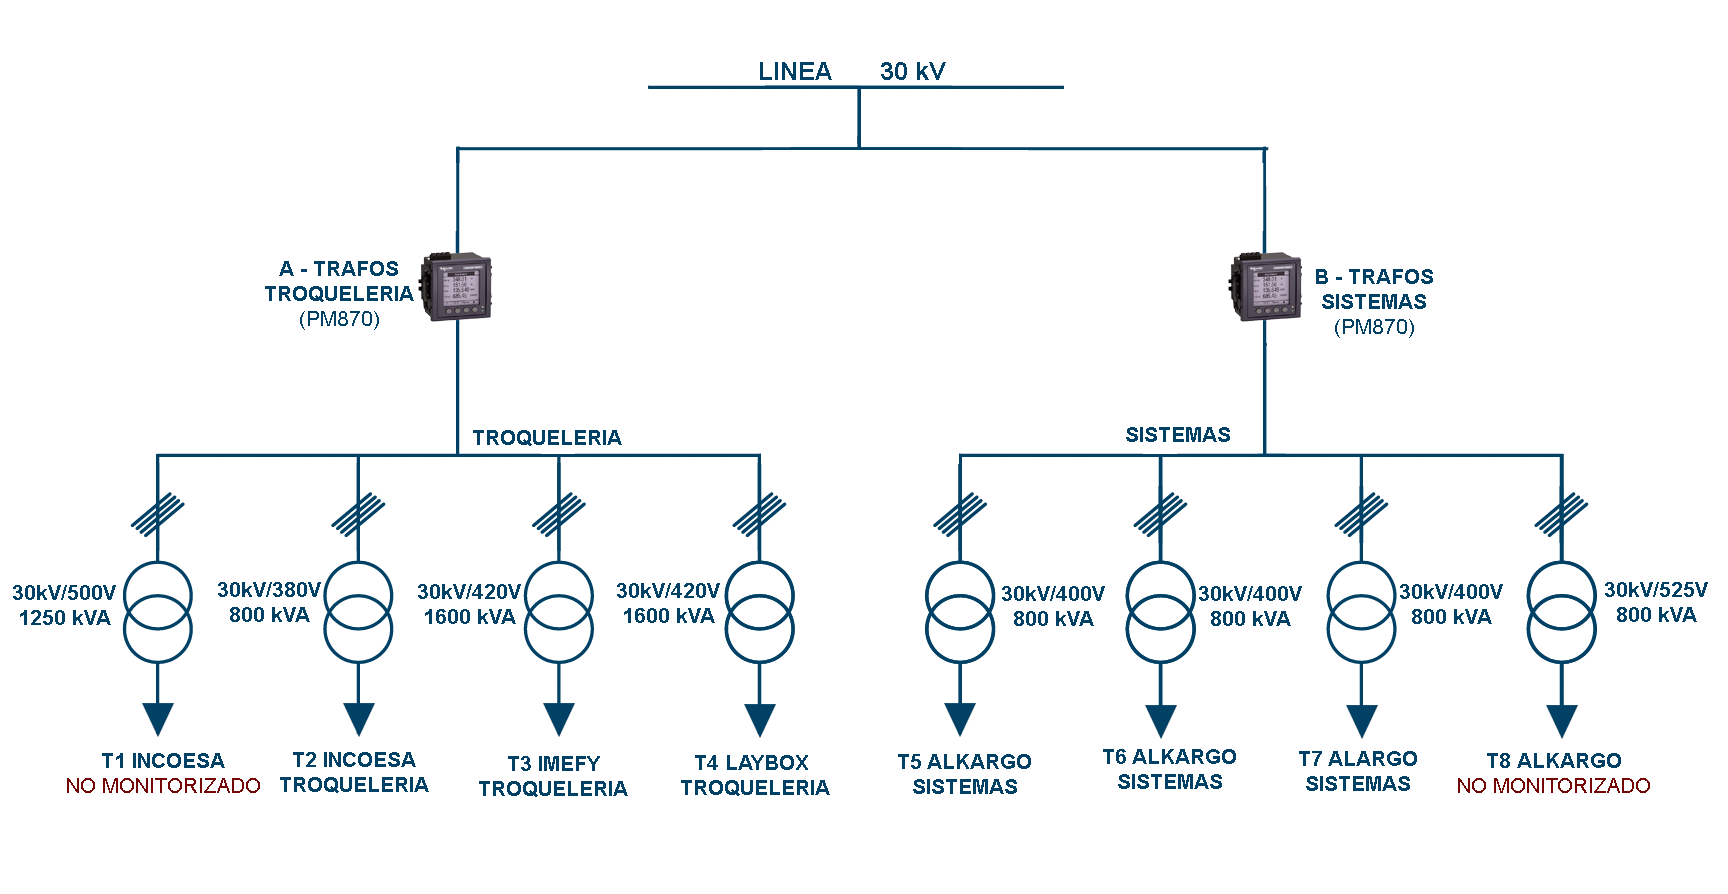 LINEA 30 kV
A - TRAFOS
TROQUELERIA
(PM870)
B - TRAFOS
SISTEMAS
(PM870)
TROQUELERIA
SISTEMAS
30kV/500V
1250 kVA
30kV/380V
800 kVA
30kV/420V
1600 kVA
30kV/420V
1600 kVA
30kV/400V
800 kVA
30kV/400V
800 kVA
30kV/400V
800 kVA
30kV/525V
800 kVA
T1 INCOESA
NO MONITORIZADO
T2 INCOESA
TROQUELERIA
T3 IMEFY
TROQUELERIA
T4 LAYBOX
TROQUELERIA
T5 ALKARGO
SISTEMAS
T6 ALKARGO
SISTEMAS
T7 ALARGO
SISTEMAS
T8 ALKARGO
NO MONITORIZADO